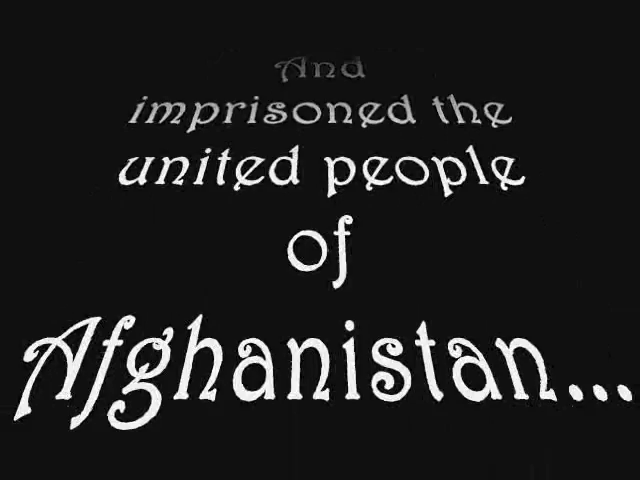 And
imprisoned the
united people
of
Afghanistan...